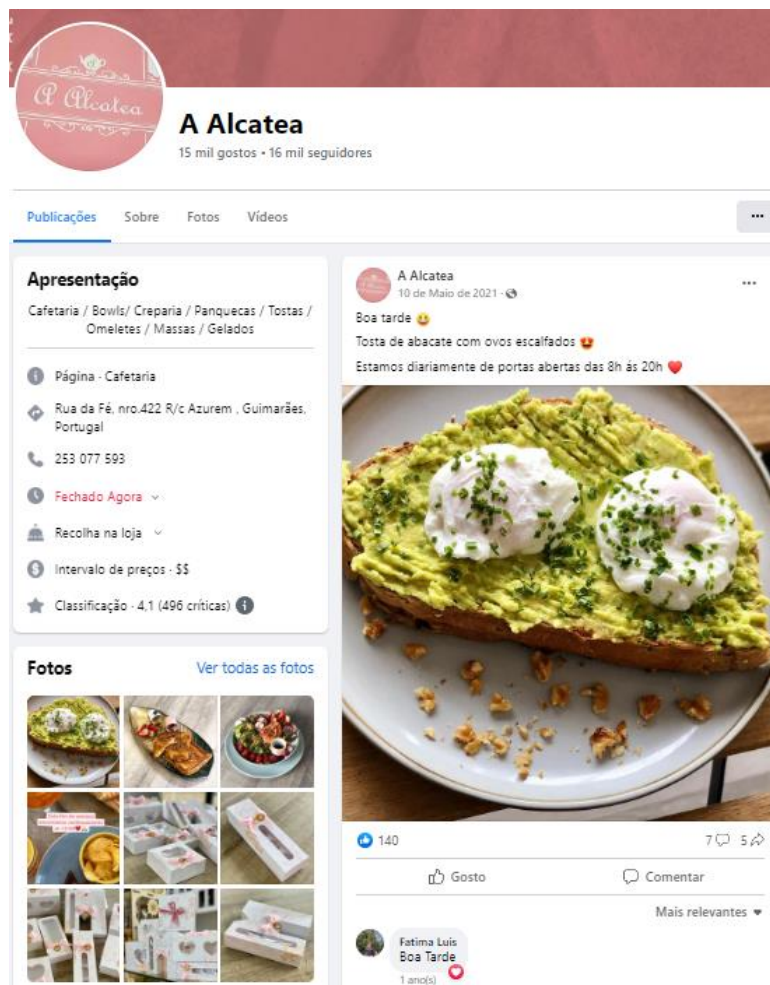 A Alcatea
A Alcatea
15 mil gostos • 16 mil seguidores
Publicações
Sobre
Fotos
Vídeos
Apresentação
Cafetaria / Bowls/ Creparia / Panquecas / Tostas /
Omeletes / Massas / Gelados
Página · Cafetaria
Rua da Fé, nro.422 R/c Azurem , Guimarães,
Portugal
253 077 593
Fechado Agora
Recolha na loja
Intervalo de preços · $$
Classificação · 4,1 (496 críticas)
Fotos
Ver todas as fotos
A Alcatea
10 de Maio de 2021 ·
Boa tarde 😃
Tosta de abacate com ovos escalfados 🤩
Estamos diariamente de portas abertas das 8h ás 20h ❤️
140
7
5
Gosto
Comentar
Mais relevantes
Fatima Luis
Boa Tarde
1 ano(s)